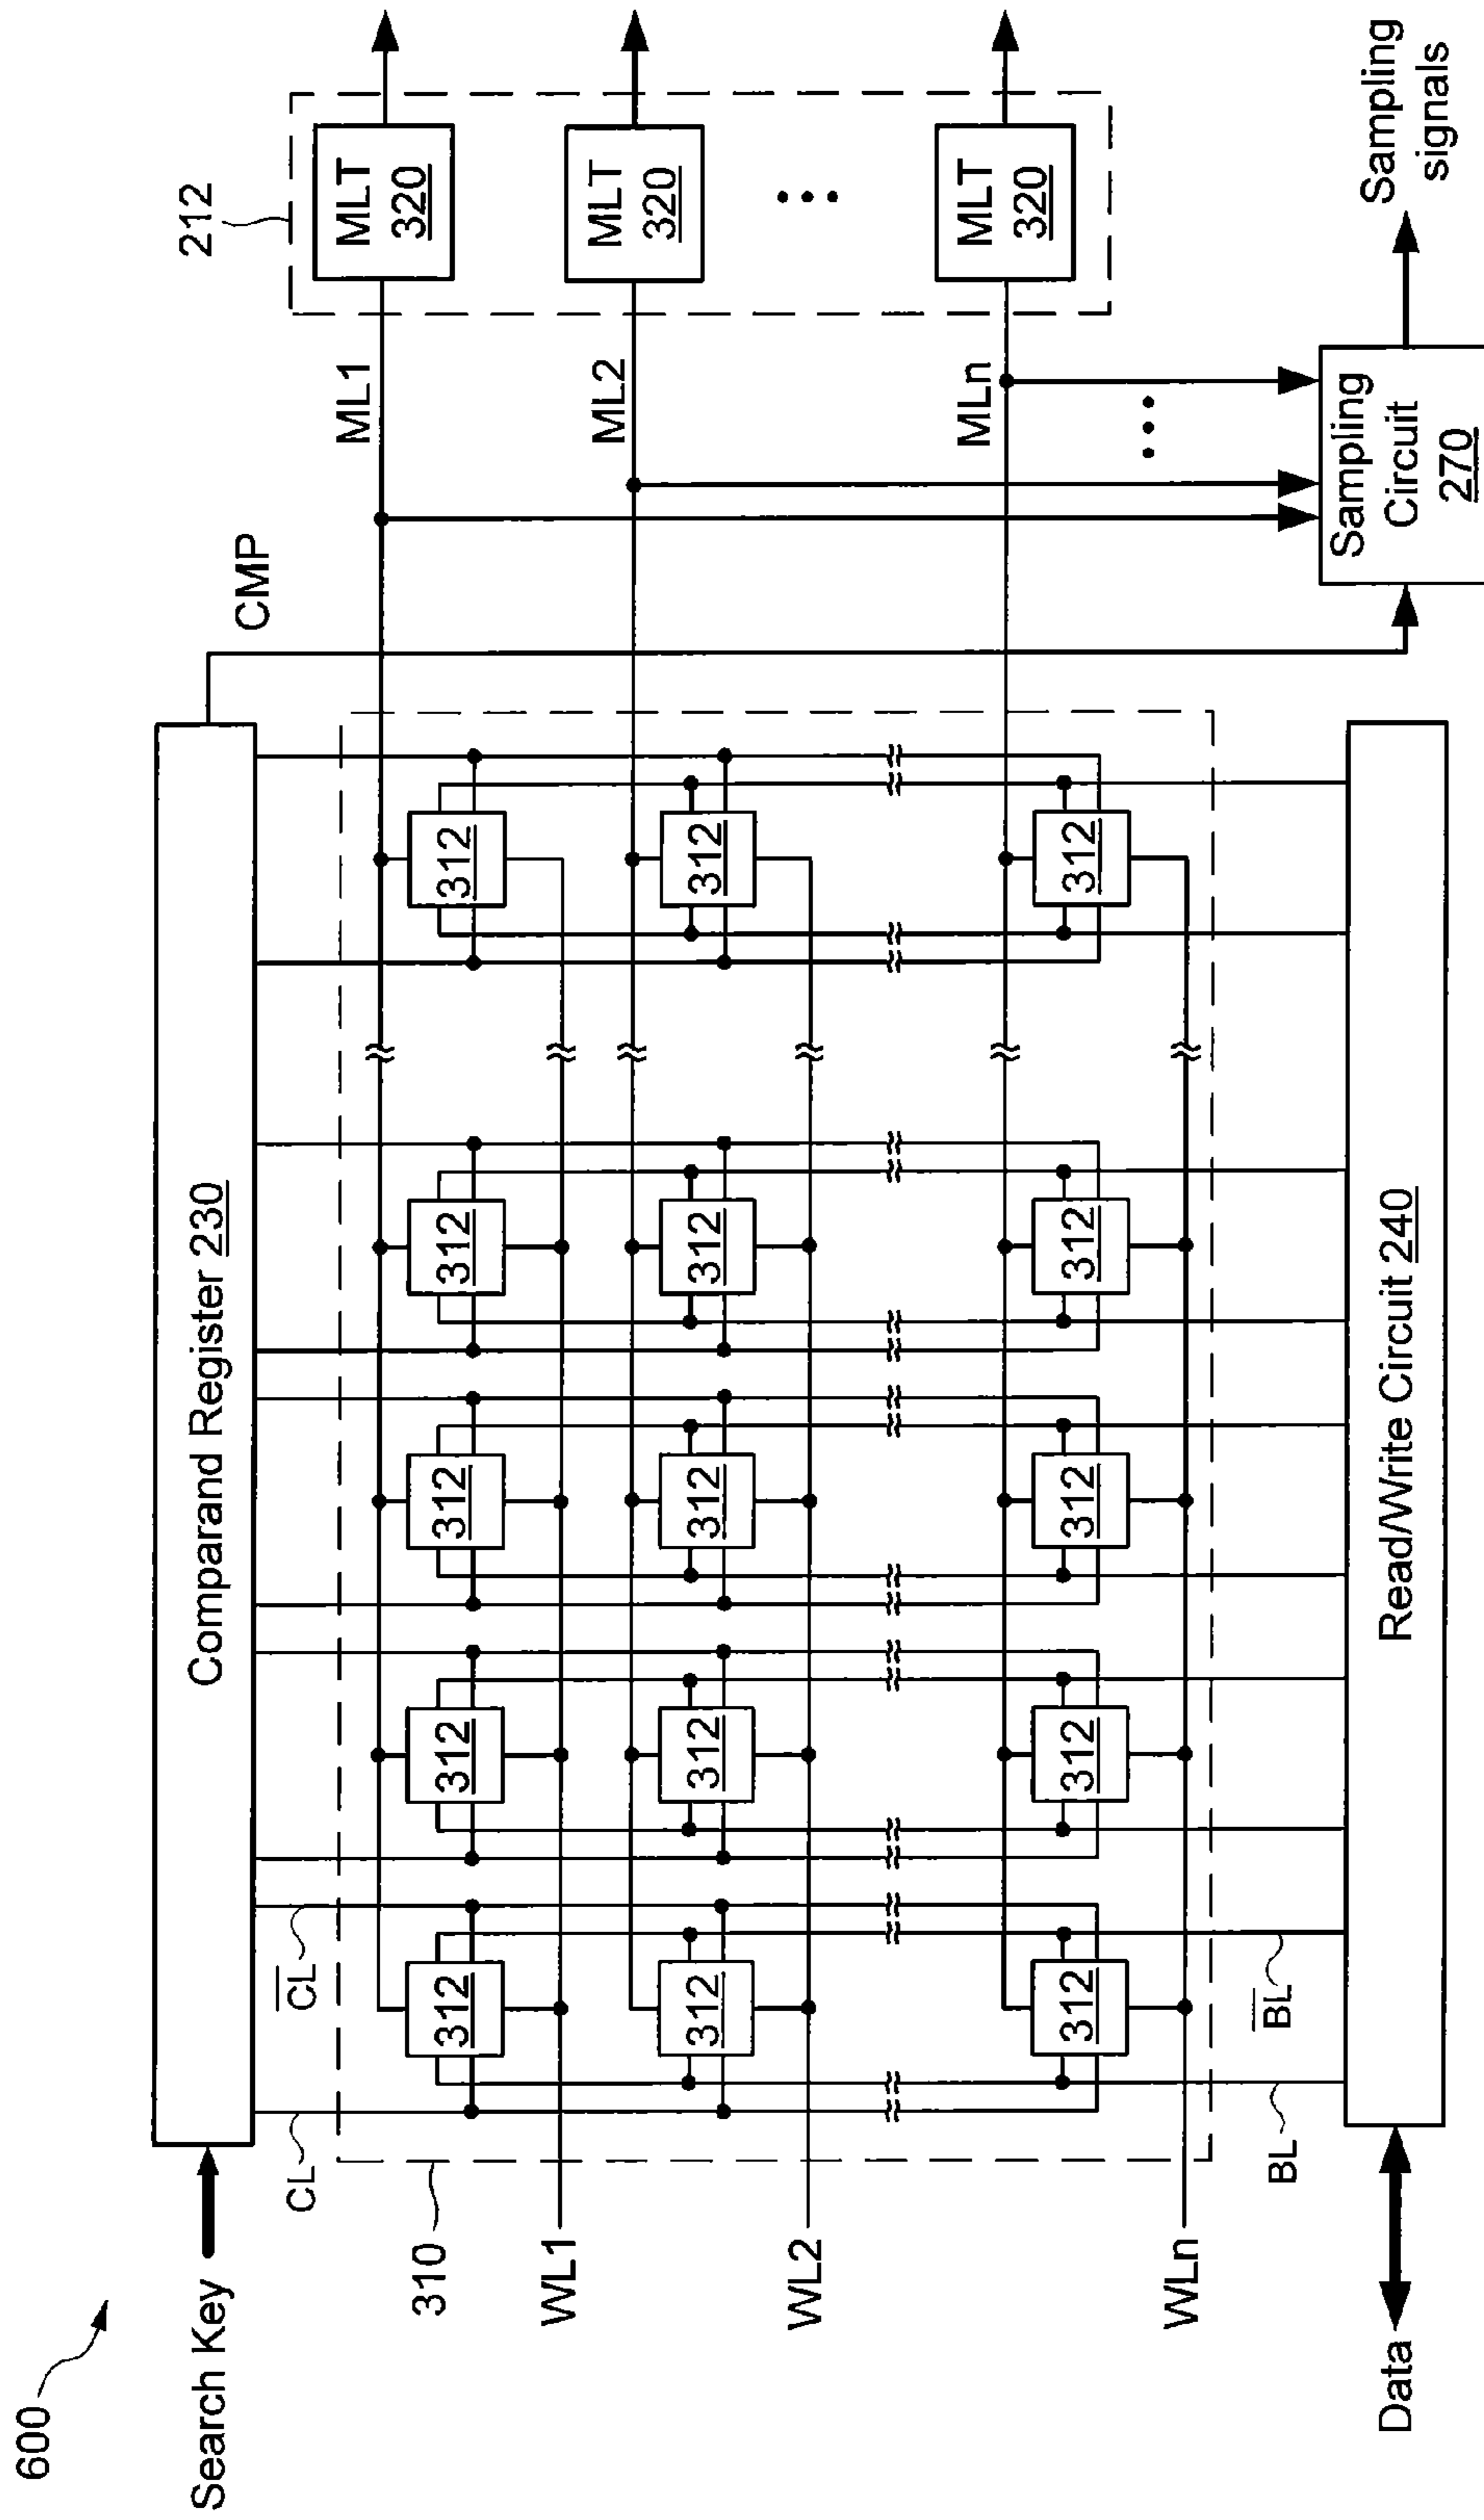 600
Search Key
Comparand Register 230
CMP
212
CL
CL
310
312
312
312
312
312
ML1
MLT
320
WL1
312
312
312
312
312
ML2
MLT
320
WL2
312
312
312
312
312
MLn
MLT
320
WLn
BL
BL
Data
Read/Write Circuit 240
Sampling
Circuit
270
Sampling
signals